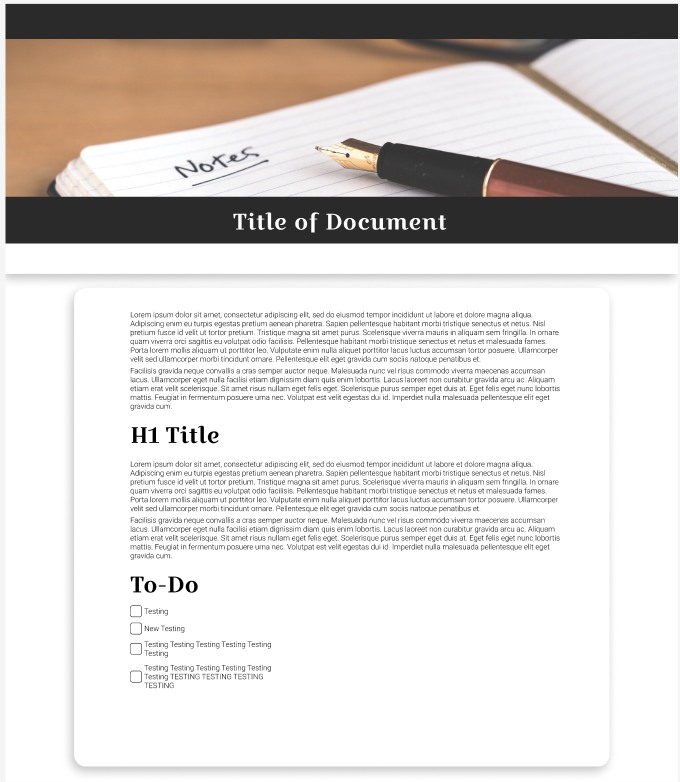 Notes
Title of Document
Lorem ipsum dolor sit amet, consectetur adipiscing elit, sed do eiusmod tempor incididunt ut labore et dolore magna aliqua.
Adipiscing enim eu turpis egestas pretium aenean pharetra. Sapien pellentesque habitant morbi tristique senectus et netus. Nisl
pretium fusce id velit ut tortor pretium. Tristique magna sit amet purus. Scelerisque viverra mauris in aliquam sem fringilla. In ornare
quam viverra orci sagittis eu volutpat odio facilisis. Pellentesque habitant morbi tristique senectus et netus et malesuada fames.
Porta lorem mollis aliquam ut porttitor leo. Vulputate enim nulla aliquet porttitor lacus luctus accumsan tortor posuere. Ullamcorper
velit sed ullamcorper morbi tincidunt ornare. Pellentesque elit eget gravida cum sociis natoque penatibus et.
Facilisis gravida neque convallis a cras semper auctor neque. Malesuada nunc vel risus commodo viverra maecenas accumsan
lacus. Ullamcorper eget nulla facilisi etiam dignissim diam quis enim lobortis. Lacus laoreet non curabitur gravida arcu ac. Aliquam
etiam erat velit scelerisque. Sit amet risus nullam eget felis eget. Scelerisque purus semper eget duis at. Eget felis eget nunc lobortis
mattis. Feugiat in fermentum posuere urna nec. Volutpat est velit egestas dui id. Imperdiet nulla malesuada pellentesque elit eget
gravida cum.
H1 Title
Lorem ipsum dolor sit amet, consectetur adipiscing elit, sed do eiusmod tempor incididunt ut labore et dolore magna aliqua.
Adipiscing enim eu turpis egestas pretium aenean pharetra. Sapien pellentesque habitant morbi tristique senectus et netus. Nisl
pretium fusce id velit ut tortor pretium. Tristique magna sit amet purus. Scelerisque viverra mauris in aliquam sem fringilla. In ornare
quam viverra orci sagittis eu volutpat odio facilisis. Pellentesque habitant morbi tristique senectus et netus et malesuada fames.
Porta lorem mollis aliquam ut porttitor leo. Vulputate enim nulla aliquet porttitor lacus luctus accumsan tortor posuere. Ullamcorper
velit sed ullamcorper morbi tincidunt ornare. Pellentesque elit eget gravida cum sociis natoque penatibus et.
Facilisis gravida neque convallis a cras semper auctor neque. Malesuada nunc vel risus commodo viverra maecenas accumsan
lacus. Ullamcorper eget nulla facilisi etiam dignissim diam quis enim lobortis. Lacus laoreet non curabitur gravida arcu ac. Aliquam
etiam erat velit scelerisque. Sit amet risus nullam eget felis eget. Scelerisque purus semper eget duis at. Eget felis eget nunc lobortis
mattis. Feugiat in fermentum posuere urna nec. Volutpat est velit egestas dui id. Imperdiet nulla malesuada pellentesque elit eget
gravida cum.
To-Do
Testing
New Testing
Testing Testing Testing Testing Testing
Testing
Testing Testing Testing Testing Testing
Testing TESTING TESTING TESTING
TESTING